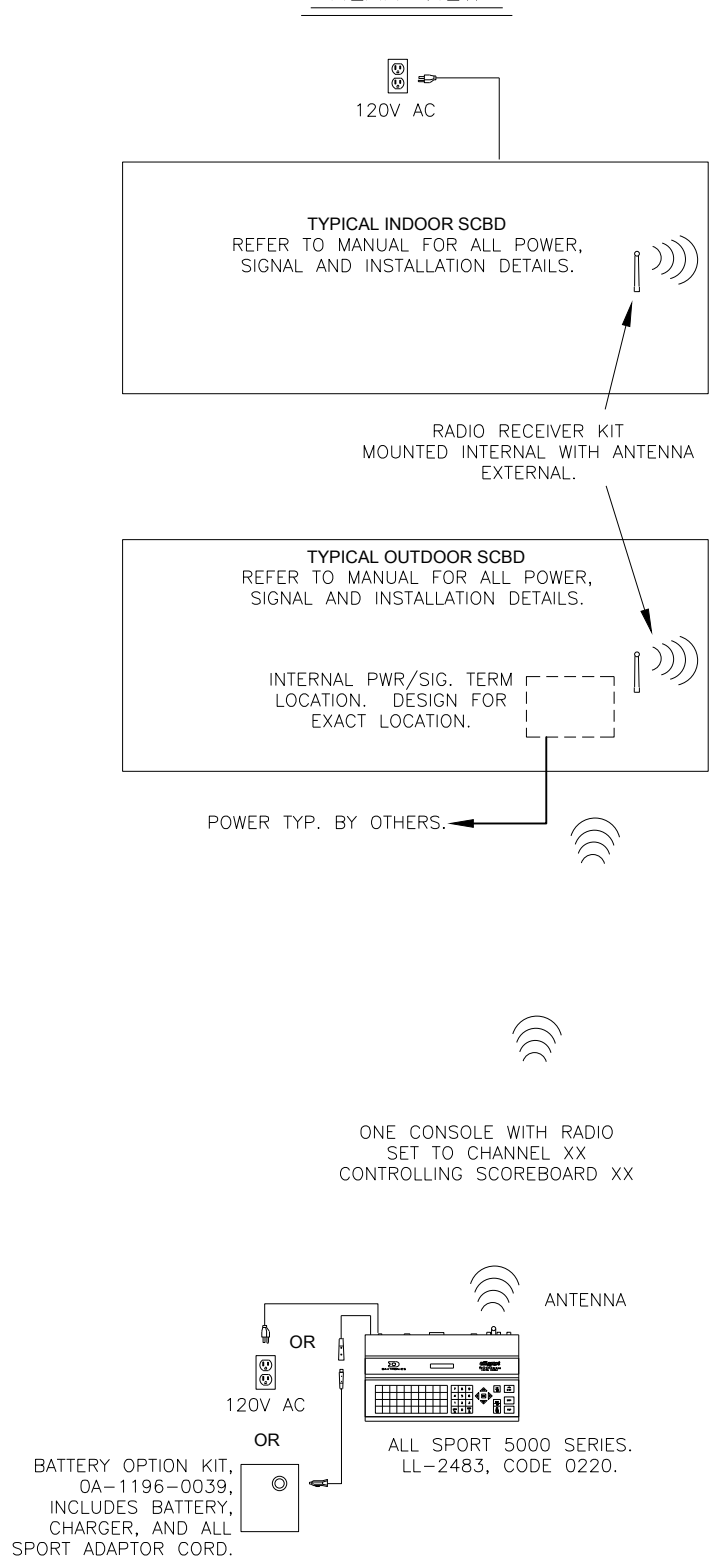 120V AC
TYPICAL INDOOR SCBD
REFER TO MANUAL FOR ALL POWER,
SIGNAL AND INSTALLATION DETAILS.
RADIO RECEIVER KIT
MOUNTED INTERNAL WITH ANTENNA
EXTERNAL.
TYPICAL OUTDOOR SCBD
REFER TO MANUAL FOR ALL POWER,
SIGNAL AND INSTALLATION DETAILS.
INTERNAL PWR/SIG. TERM
LOCATION. DESIGN FOR
EXACT LOCATION.
POWER TYP. BY OTHERS.
ONE CONSOLE WITH RADIO
SET TO CHANNEL XX
CONTROLLING SCOREBOARD XX
ANTENNA
OR
120V AC
OR
DAKTRONICS
ALL SPORT 5000 SERIES.
LL-2483, CODE 0220.
BATTERY OPTION KIT,
0A-1196-0039,
INCLUDES BATTERY,
CHARGER, AND ALL
SPORT ADAPTOR CORD.